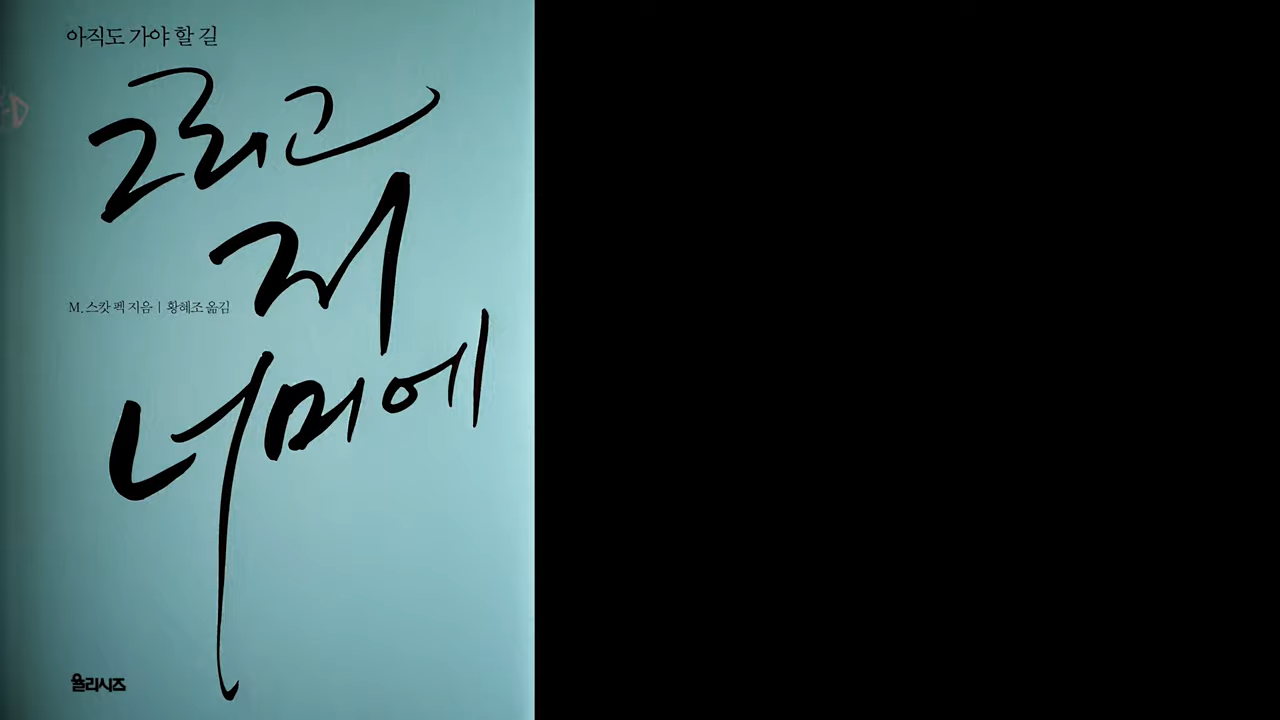 아직도 가야 할 길
그리고
저
너머에
M. 스캇 펙 지음 | 황혜조 옮김
율리시즈